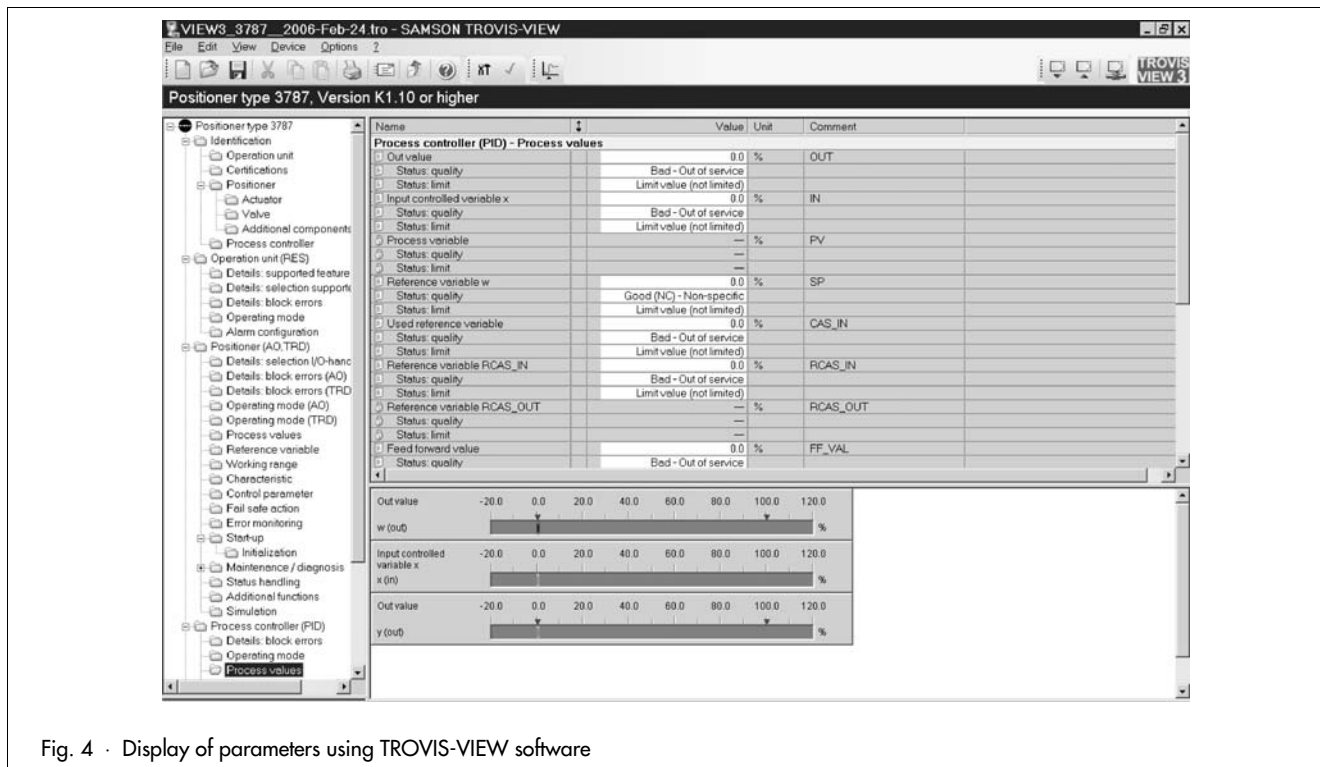 VIEW3_3787__2006-Feb-24.tro - SAMSON TROVIS-VIEW
File Edit View Device Options ?
TROVIS VIEW 3
Positioner type 3787, Version K1.10 or higher
Positioner type 3787
Identification
Operation unit
Certifications
Positioner
Actuator
Valve
Additional components
Process controller
Operation unit (RES)
Details: supported feature
Details: selection supporte
Details: block errors
Operating mode
Alarm configuration
Positioner (AO,TRD)
Details: selection I/O-hanc
Details: block errors (AO)
Details: block errors (TRD
Operating mode (AO)
Operating mode (TRD)
Process values
Reference variable
Working range
Characteristic
Control parameter
Fail safe action
Error monitoring
Start-up
Initialization
Maintenance / diagnosis
Status handling
Additional functions
Simulation
Process controller (PID)
Details: block errors
Operating mode
Process values
Name Value Unit Comment
Process controller (PID) - Process values
Out value 0.0 % OUT
Status: quality Bad - Out of service
Status: limit Limit value (not limited)
Input controlled variable x 0.0 % IN
Status: quality Bad - Out of service
Status: limit Limit value (not limited)
Process variable — % PV
Status: quality —
Status: limit —
Reference variable w 0.0 % SP
Status: quality Good (NC) - Non-specific
Status: limit Limit value (not limited)
Used reference variable 0.0 % CAS_IN
Status: quality Bad - Out of service
Status: limit Limit value (not limited)
Reference variable RCAS_IN 0.0 % RCAS_IN
Status: quality Bad - Out of service
Status: limit Limit value (not limited)
Reference variable RCAS_OUT — % RCAS_OUT
Status: quality —
Status: limit —
Feed forward value 0.0 % FF_VAL
Status: quality Bad - Out of service
Out value -20.0 0.0 20.0 40.0 60.0 80.0 100.0 120.0
w (out) %
Input controlled variable x -20.0 0.0 20.0 40.0 60.0 80.0 100.0 120.0
x (in) %
Out value -20.0 0.0 20.0 40.0 60.0 80.0 100.0 120.0
y (out) %
Fig. 4 · Display of parameters using TROVIS-VIEW software